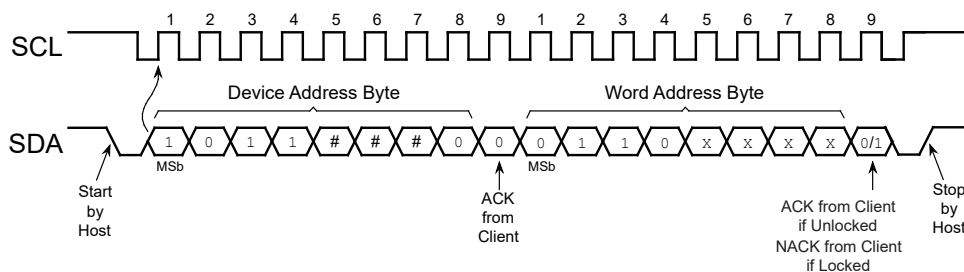 1 2 3 4 5 6 7 8 9 1 2 3 4 5 6 7 8 9
SCL
Device Address Byte Word Address Byte
SDA 1 0 1 1 # # # 0 0 0 1 1 0 X X X X 0/1
MSb MSb
Start
by
Host
ACK
from
Client
ACK from Client
if Unlocked
NACK from Client
if Locked
Stop
by
Host